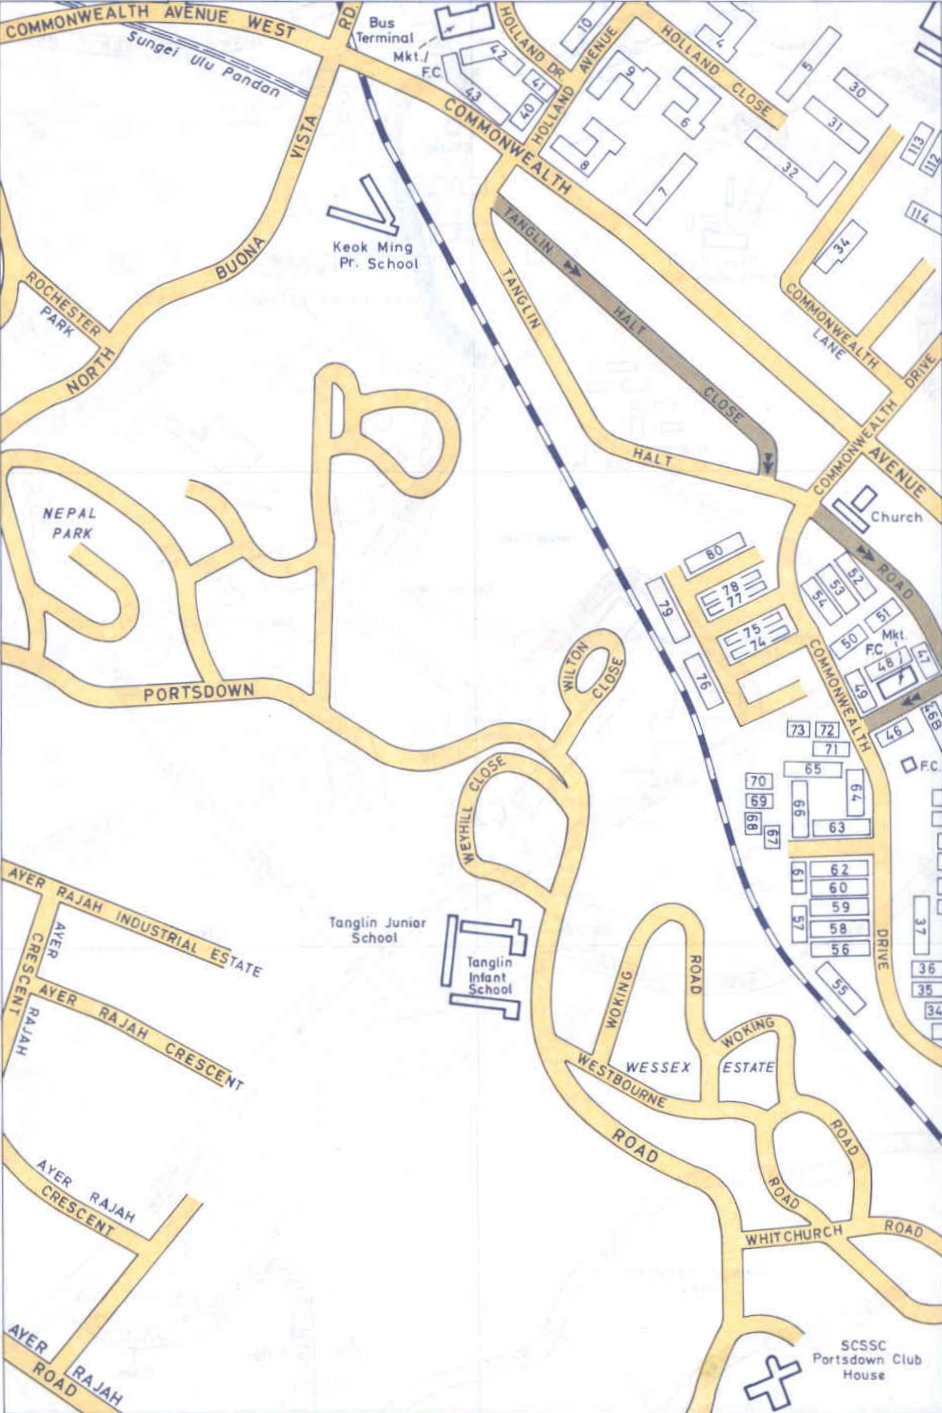 COMMONWEALTH AVENUE WEST
RD.
Sungei Ulu Pandan
Bus
Terminal
Mkt./
F.C.
HOLLAND DR.
10
42
43
41
40
HOLLAND AVENUE
HOLLAND CLOSE
4
5
9
6
8
7
30
31
32
113
112
114
34
COMMONWEALTH
AVENUE
NORTH
BUONA
VISTA
Keok Ming
Pr. School
ROCHESTER
PARK
TANGLIN
HALT
CLOSE
TANGLIN
HALT
COMMONWEALTH
LANE
COMMONWEALTH
DRIVE
Church
ROAD
NEPAL
PARK
80
79
78
77
75
74
76
52
53
54
51
50
Mkt.
F.C.
48
47
49
46
46B
F.C.
COMMONWEALTH
DRIVE
WILTON
CLOSE
PORTSDOWN
73
72
71
65
70
69
68
67
66
64
63
62
61
60
59
58
57
56
55
37
36
35
34
WEYHILL CLOSE
AYER RAJAH INDUSTRIAL ESTATE
AYER
RAJAH
CRESCENT
AYER RAJAH CRESCENT
Tanglin Junior
School
Tanglin
Infant
School
WOKING
ROAD
WOKING
ROAD
WESSEX ESTATE
WESTBOURNE
ROAD
ROAD
WHITCHURCH
ROAD
AYER RAJAH
CRESCENT
AYER RAJAH
ROAD
SCSSC
Portsdown Club
House